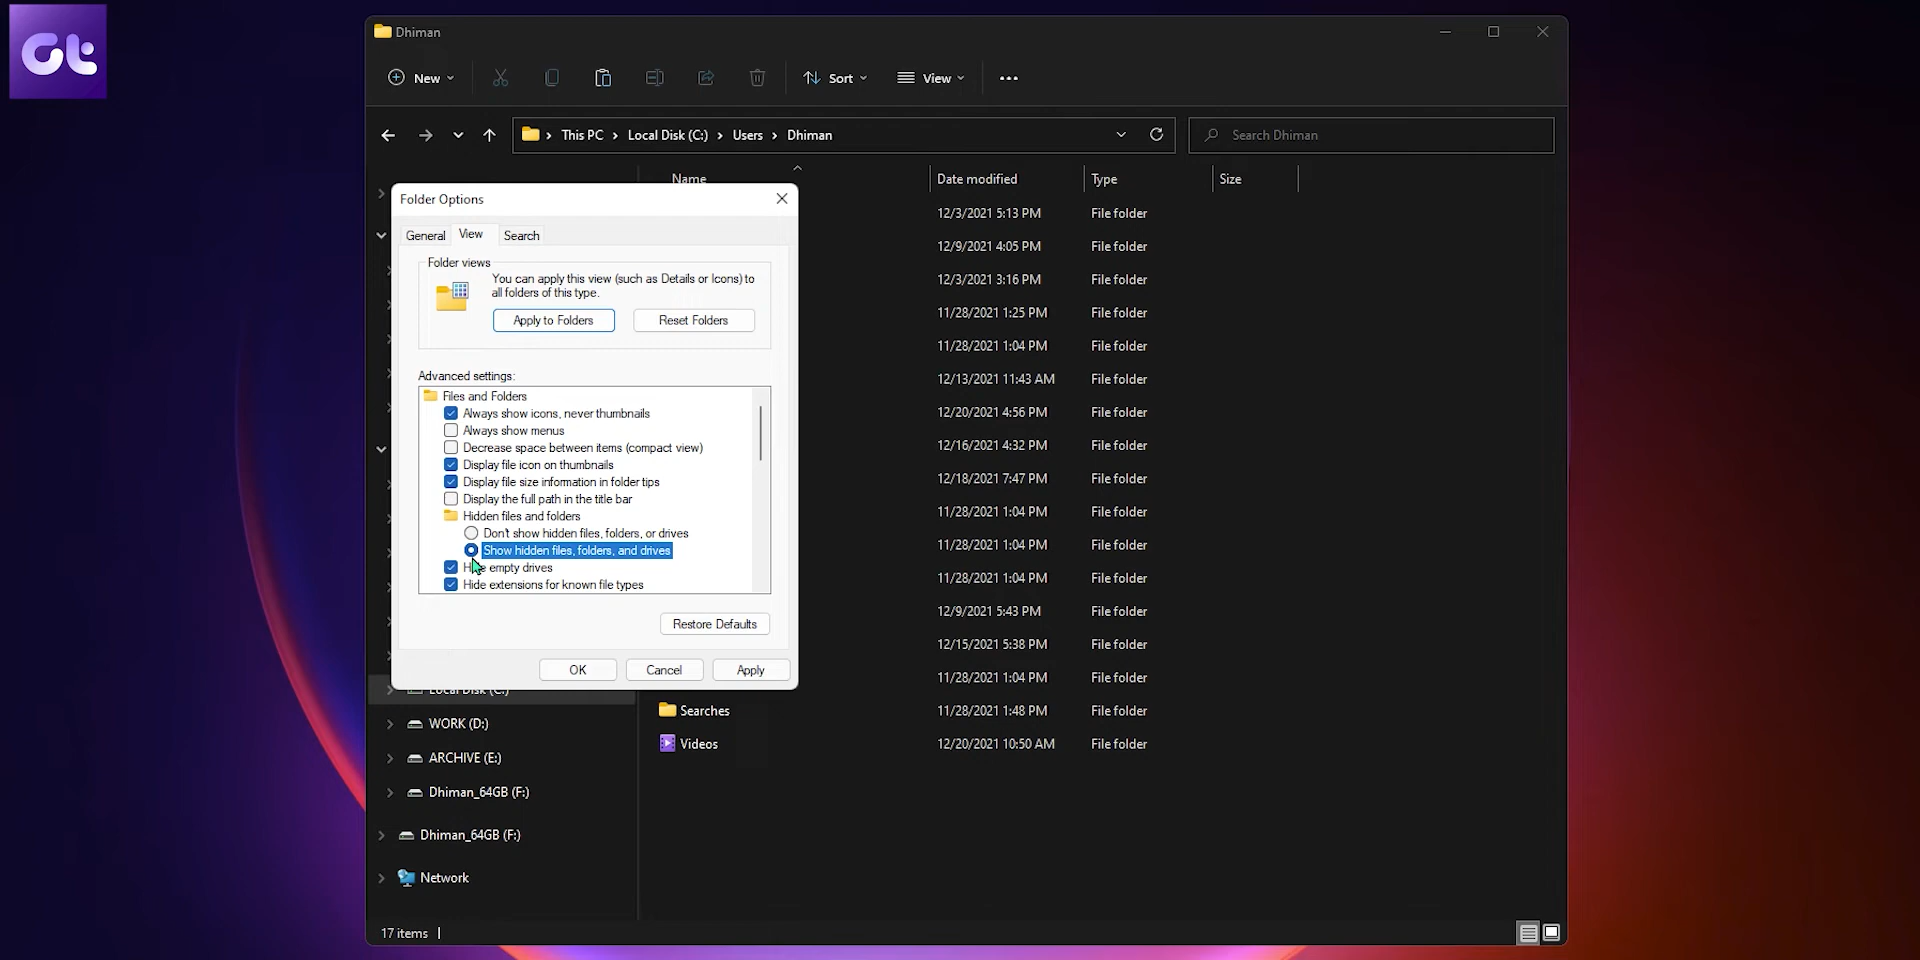 Gt
Dhiman
New
Sort
View
This PC > Local Disk (C:) > Users > Dhiman
Search Dhiman
Name Date modified Type Size
12/3/2021 5:13 PM File folder
12/9/2021 4:05 PM File folder
12/3/2021 3:16 PM File folder
11/28/2021 1:25 PM File folder
11/28/2021 1:04 PM File folder
12/13/2021 11:43 AM File folder
12/20/2021 4:56 PM File folder
12/16/2021 4:32 PM File folder
12/18/2021 7:47 PM File folder
11/28/2021 1:04 PM File folder
11/28/2021 1:04 PM File folder
11/28/2021 1:04 PM File folder
12/9/2021 5:43 PM File folder
12/15/2021 5:38 PM File folder
11/28/2021 1:04 PM File folder
Searches 11/28/2021 1:48 PM File folder
Videos 12/20/2021 10:50 AM File folder
Folder Options
General View Search
Folder views
You can apply this view (such as Details or Icons) to
all folders of this type.
Apply to Folders Reset Folders
Advanced settings:
Files and Folders
Always show icons, never thumbnails
Always show menus
Decrease space between items (compact view)
Display file icon on thumbnails
Display file size information in folder tips
Display the full path in the title bar
Hidden files and folders
Don't show hidden files, folders, or drives
Show hidden files, folders, and drives
Hide empty drives
Hide extensions for known file types
Restore Defaults
OK Cancel Apply
Local Disk (C:)
WORK (D:)
ARCHIVE (E:)
Dhiman_64GB (F:)
Dhiman_64GB (F:)
Network
17 items